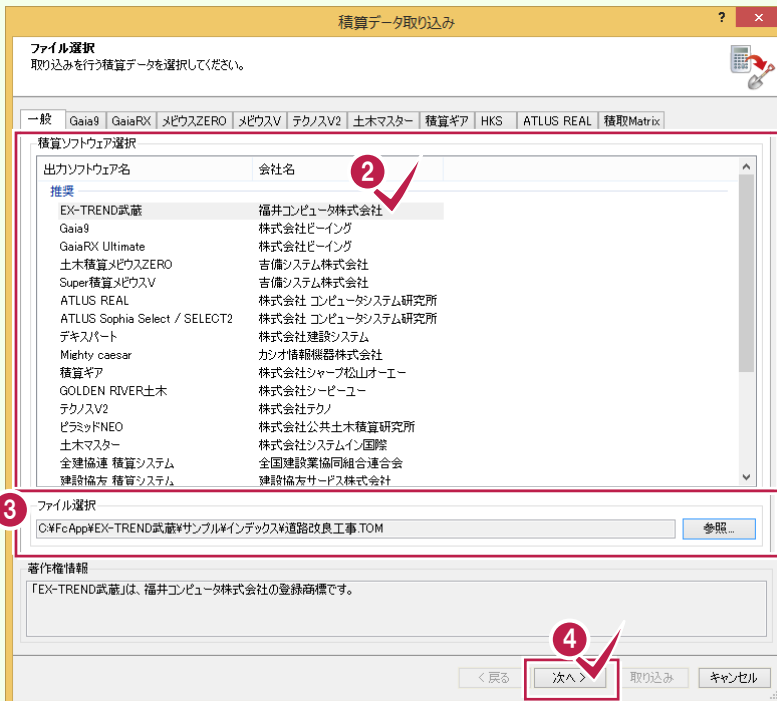 積算データ取り込み
? ×
ファイル選択
取り込みを行う積算データを選択してください。
一般 Gaia9 GaiaRX メビウスZERO メビウスV テクノスV2 土木マスター 積算ギア HKS ATLUS REAL 積取Matrix
積算ソフトウェア選択
出力ソフトウェア名 会社名
2
推奨
EX-TREND武蔵 福井コンピュータ株式会社
Gaia9 株式会社ビーイング
GaiaRX Ultimate 株式会社ビーイング
土木積算メビウスZERO 吉備システム株式会社
Super積算メビウスV 吉備システム株式会社
ATLUS REAL 株式会社 コンピュータシステム研究所
ATLUS Sophia Select / SELECT2 株式会社 コンピュータシステム研究所
デキスパート 株式会社建設システム
Mighty caesar カシオ情報機器株式会社
積算ギア 株式会社シャープ松山オーエー
GOLDEN RIVER土木 株式会社シーピーユー
テクノスV2 株式会社テクノ
ピラミッドNEO 株式会社公共土木積算研究所
土木マスター 株式会社システムイン国際
全建協連 積算システム 全国建設業協同組合連合会
建設協友 積算システム 建設協友サービス株式会社
3
ファイル選択
C:¥FcApp¥EX-TREND武蔵¥サンプル¥インデックス¥道路改良工事.TOM 参照...
著作権情報
「EX-TREND武蔵」は、福井コンピュータ株式会社の登録商標です。
4
< 戻る 次へ > 取り込み キャンセル